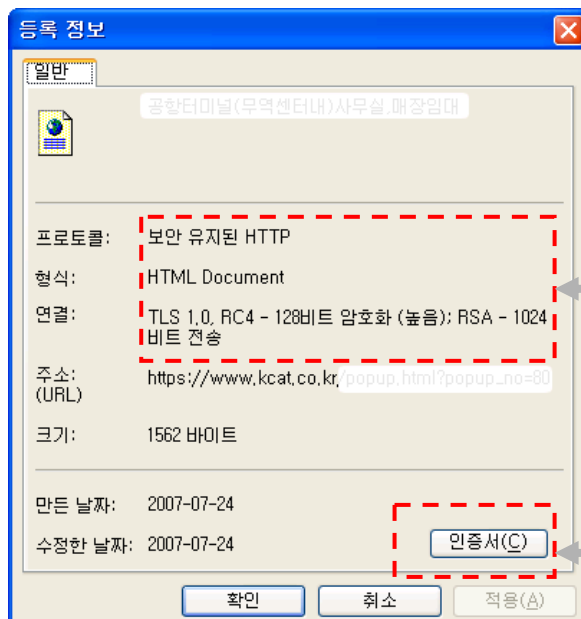 등록 정보
일반
공항터미널(무역센터내)사무실.매장임대
프로토콜: 보안 유지된 HTTP
형식: HTML Document
연결: TLS 1.0, RC4 - 128비트 암호화 (높음); RSA - 1024
비트 전송
주소: https://www.kcat.co.kr/popup.html?popup_no=80
(URL)
크기: 1562 바이트
만든 날짜: 2007-07-24
수정한 날짜: 2007-07-24
인증서(C)
확인 취소 적용(A)